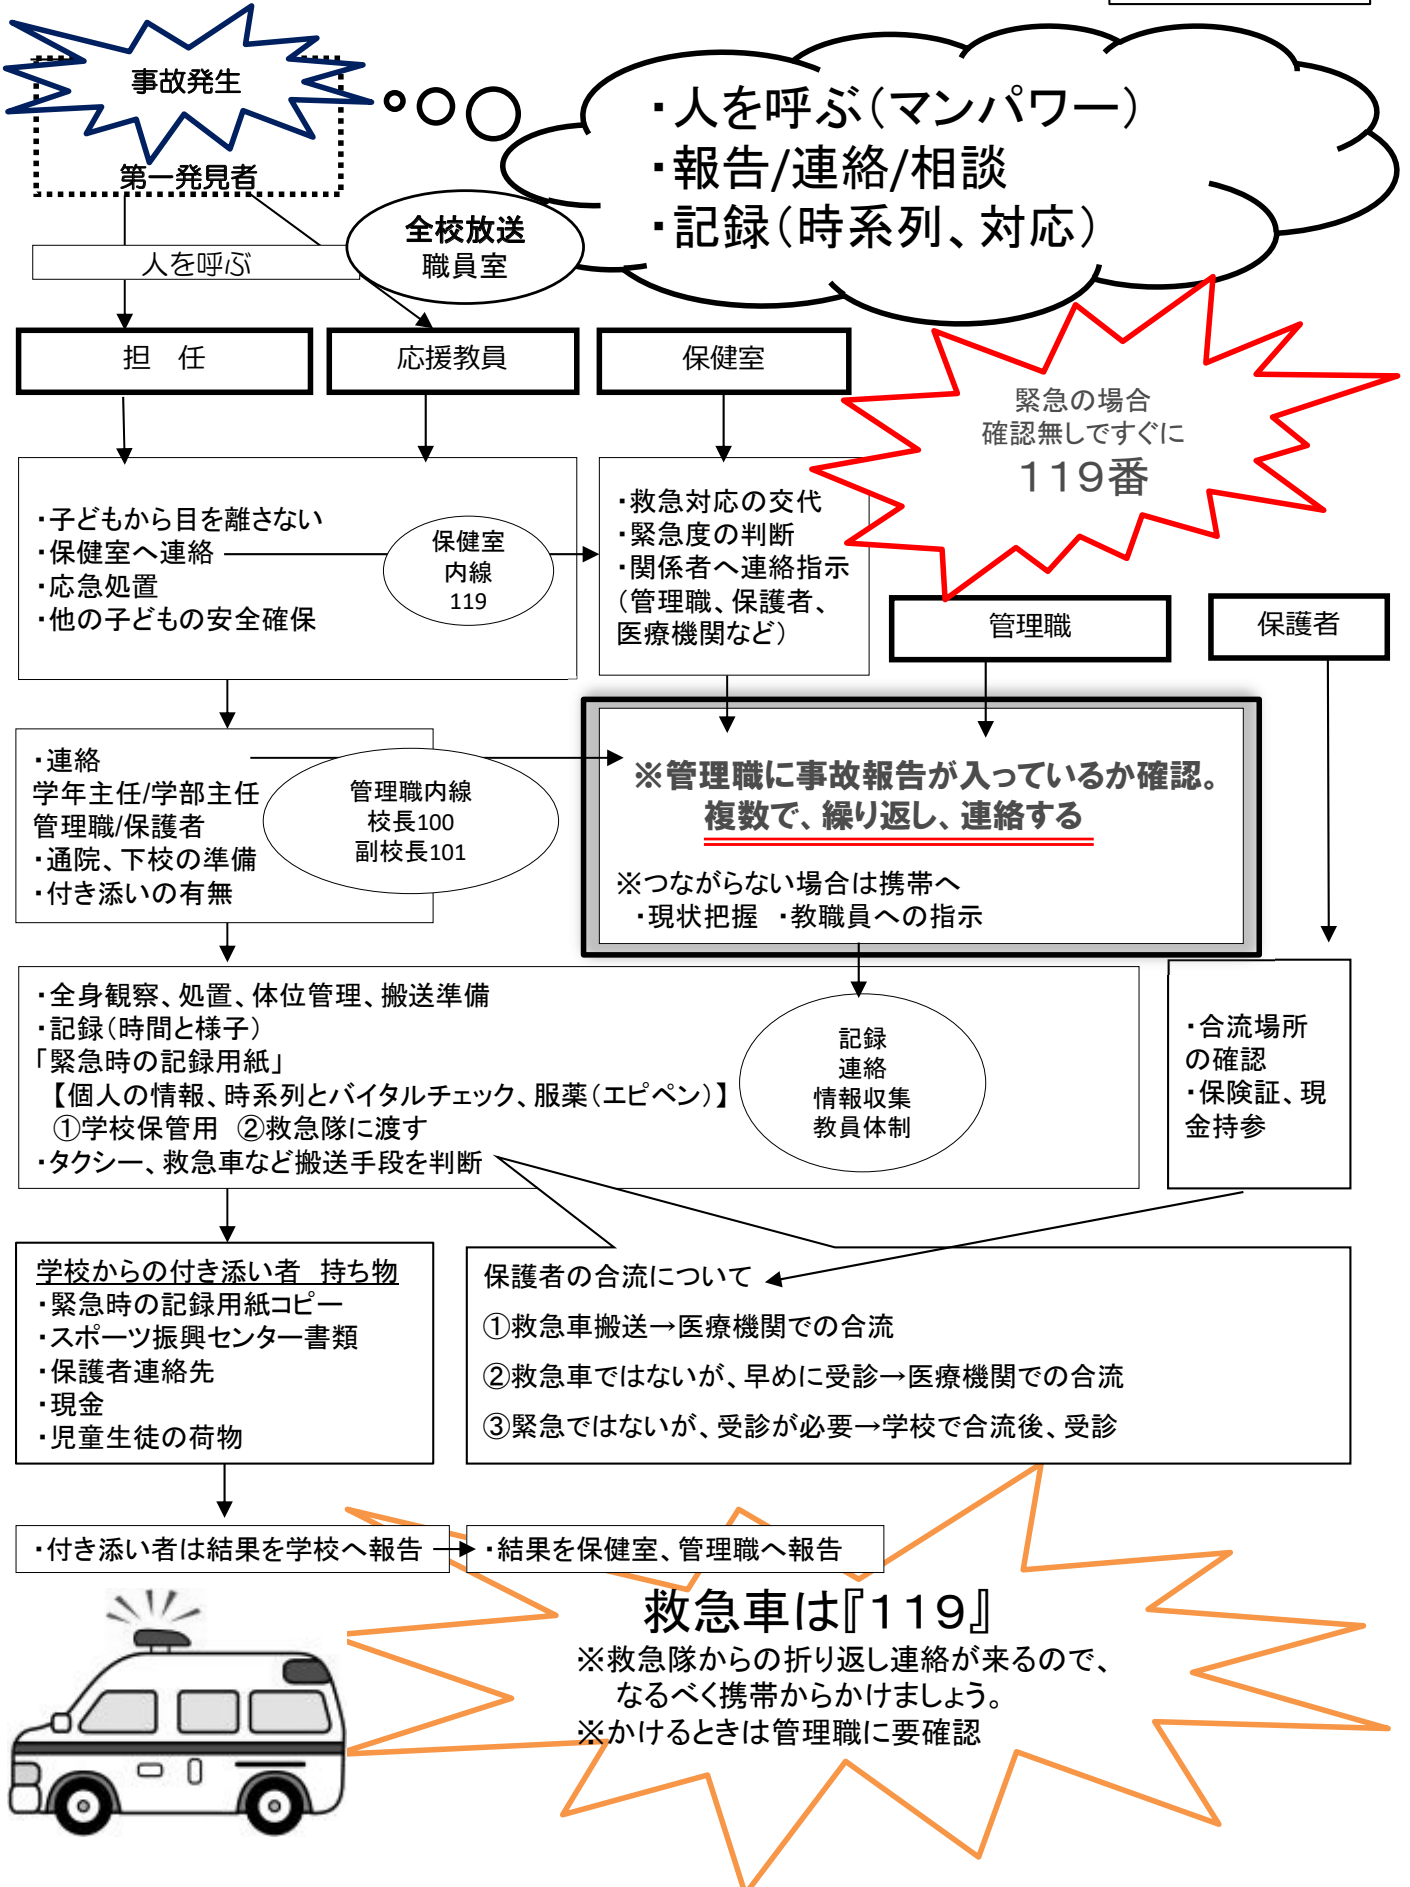 事故発生
第一発見者
・人を呼ぶ(マンパワー)
・報告/連絡/相談
・記録(時系列、対応)
全校放送
職員室
人を呼ぶ
担　任
応援教員
保健室
緊急の場合
確認無しですぐに
119番
・子どもから目を離さない
・保健室へ連絡
・応急処置
・他の子どもの安全確保
保健室
内線
119
・救急対応の交代
・緊急度の判断
・関係者へ連絡指示
(管理職、保護者、
医療機関など)
管理職
保護者
・連絡
学年主任/学部主任
管理職/保護者
・通院、下校の準備
・付き添いの有無
管理職内線
校長100
副校長101
※管理職に事故報告が入っているか確認。
複数で、繰り返し、連絡する
※つながらない場合は携帯へ
・現状把握　・教職員への指示
・全身観察、処置、体位管理、搬送準備
・記録(時間と様子)
「緊急時の記録用紙」
【個人の情報、時系列とバイタルチェック、服薬(エピペン)】
①学校保管用　②救急隊に渡す
・タクシー、救急車など搬送手段を判断
記録
連絡
情報収集
教員体制
・合流場所
の確認
・保険証、現
金持参
学校からの付き添い者　持ち物
・緊急時の記録用紙コピー
・スポーツ振興センター書類
・保護者連絡先
・現金
・児童生徒の荷物
保護者の合流について
①救急車搬送→医療機関での合流
②救急車ではないが、早めに受診→医療機関での合流
③緊急ではないが、受診が必要→学校で合流後、受診
・付き添い者は結果を学校へ報告
・結果を保健室、管理職へ報告
救急車は『119』
※救急隊からの折り返し連絡が来るので、
なるべく携帯からかけましょう。
※かけるときは管理職に要確認